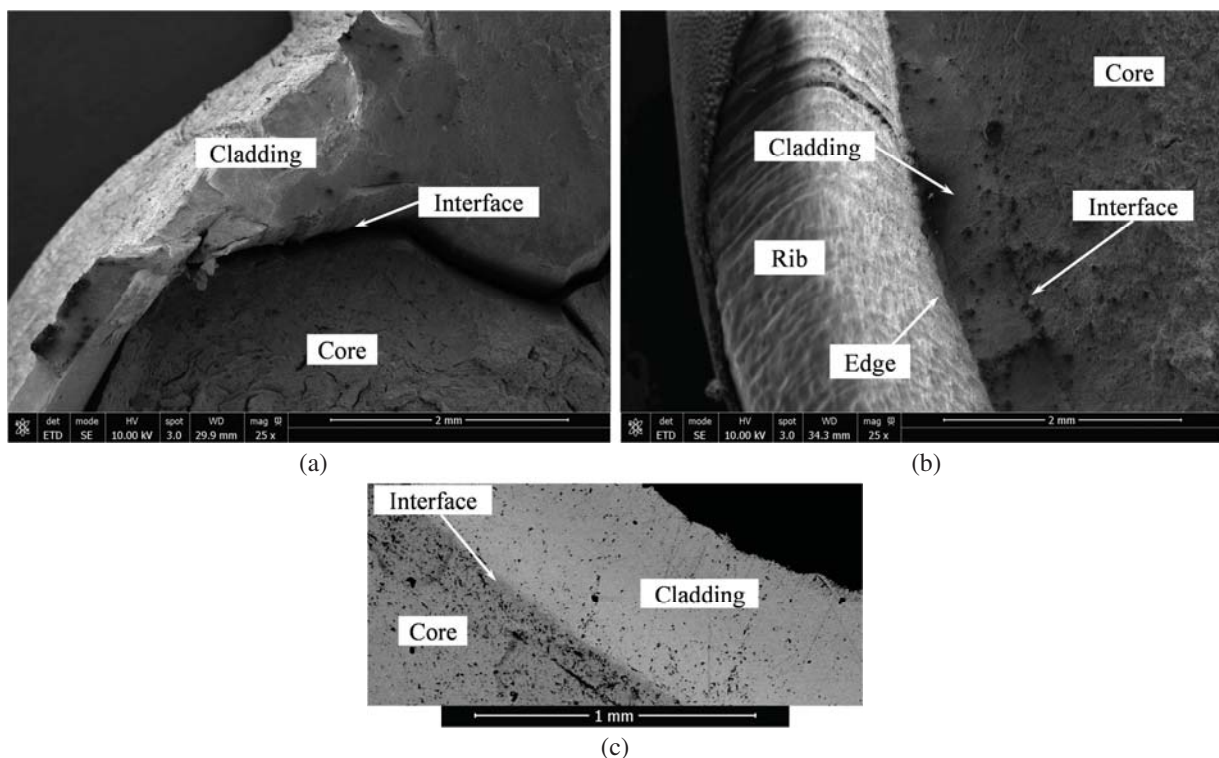 Cladding
Interface
Core
det mode HV spot WD mag
ETD SE 10.00 kV 3.0 29.9 mm 25 x
2 mm
(a)
Core
Cladding
Interface
Rib
Edge
det mode HV spot WD mag
ETD SE 10.00 kV 3.0 34.3 mm 25 x
2 mm
(b)
Interface
Cladding
Core
1 mm
(c)